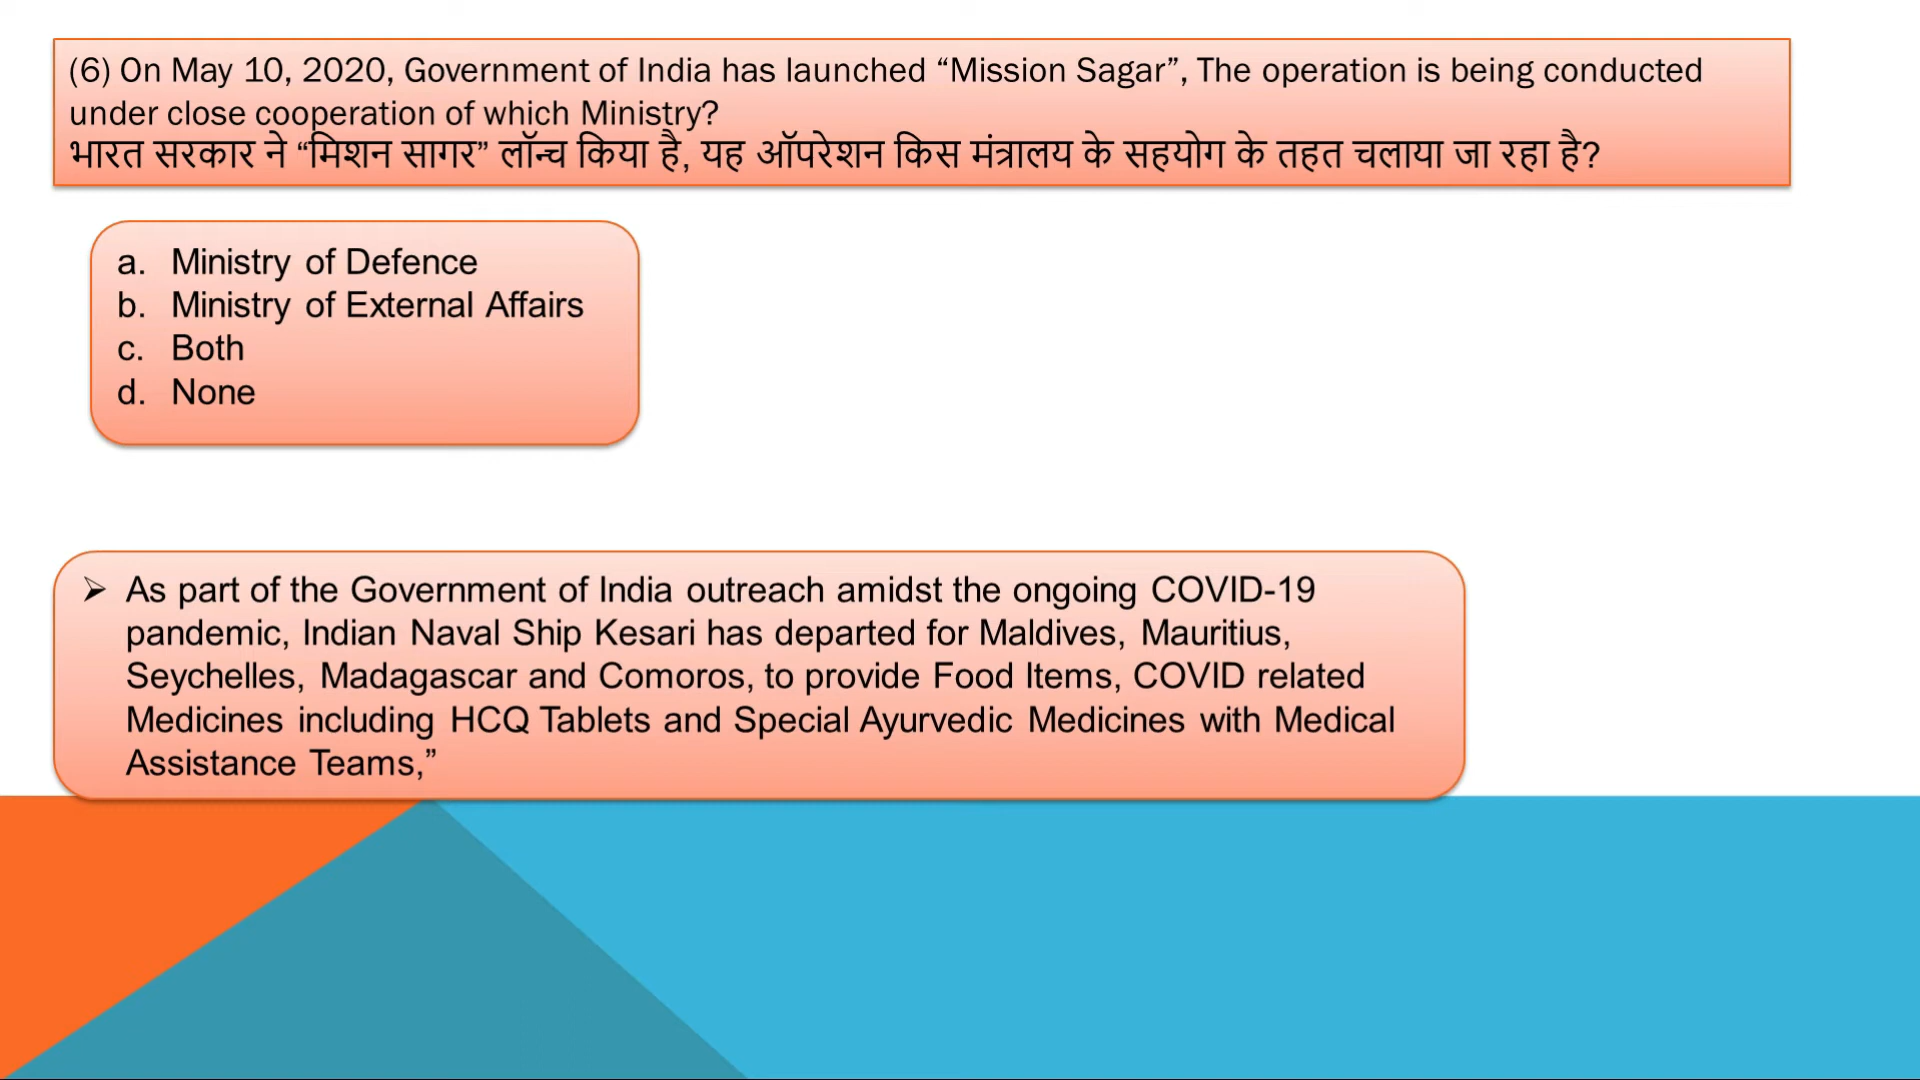 (6) On May 10, 2020, Government of India has launched “Mission Sagar”, The operation is being conducted
under close cooperation of which Ministry?
भारत सरकार ने “मिशन सागर” लॉन्च किया है, यह ऑपरेशन किस मंत्रालय के सहयोग के तहत चलाया जा रहा है?
a. Ministry of Defence
b. Ministry of External Affairs
c. Both
d. None
➢ As part of the Government of India outreach amidst the ongoing COVID-19
pandemic, Indian Naval Ship Kesari has departed for Maldives, Mauritius,
Seychelles, Madagascar and Comoros, to provide Food Items, COVID related
Medicines including HCQ Tablets and Special Ayurvedic Medicines with Medical
Assistance Teams,”